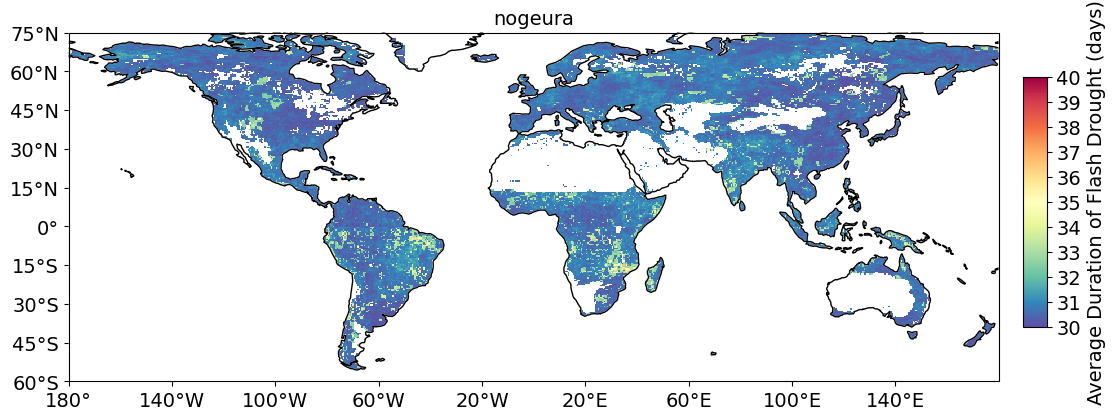 nogeura
75°N
60°N
45°N
30°N
15°N
0°
15°S
30°S
45°S
60°S
180°
140°W
100°W
60°W
20°W
20°E
60°E
100°E
140°E
40
39
38
37
36
35
34
33
32
31
30
Average Duration of Flash Drought (days)